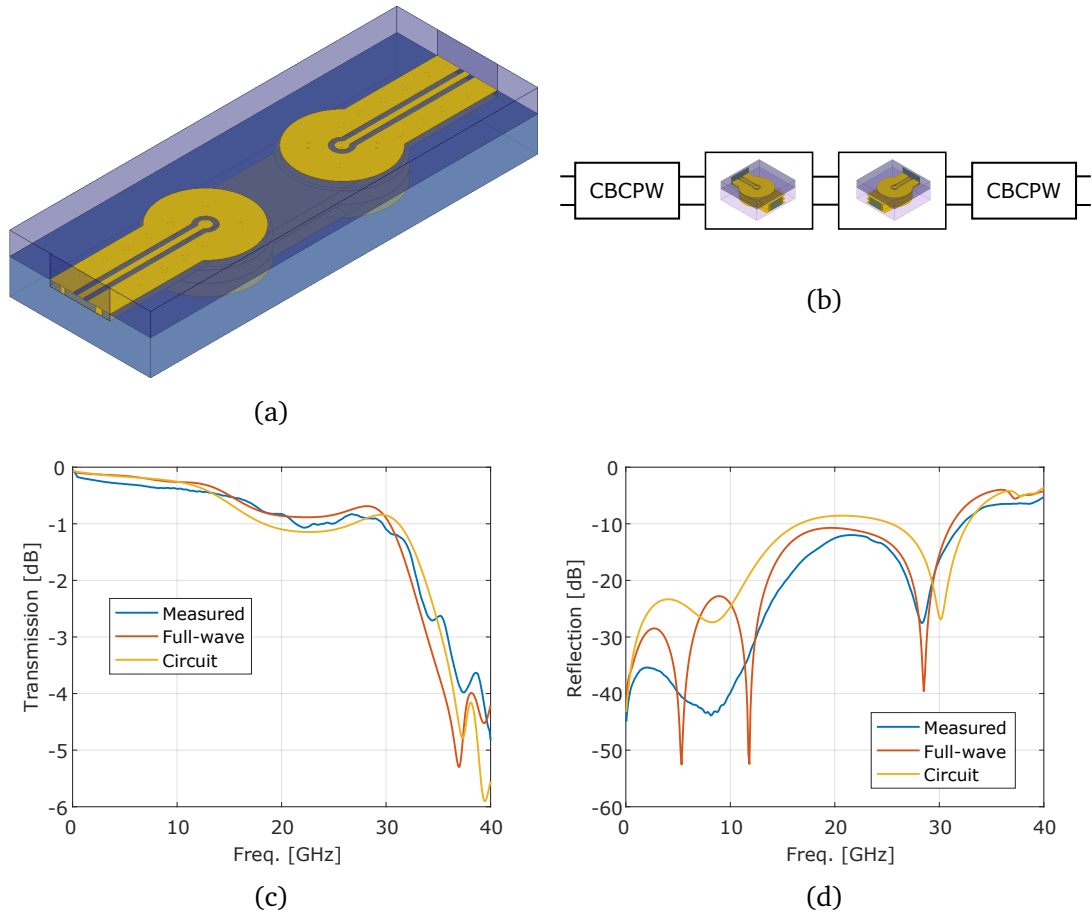 CBCPW
CBCPW
(b)
(a)
Transmission [dB]
0
-1
-2
-3
-4
-5
-6
Measured
Full-wave
Circuit
0 10 20 30 40
Freq. [GHz]
(c)
Reflection [dB]
0
-10
-20
-30
-40
-50
-60
Measured
Full-wave
Circuit
0 10 20 30 40
Freq. [GHz]
(d)